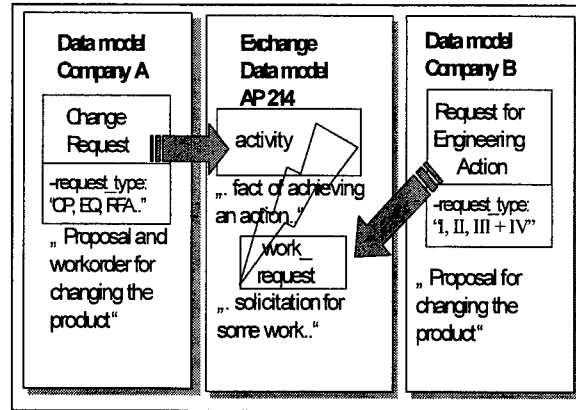 Data model
Company A
Change
Request
-request_type:
"CP, EQ, RFA.."
„ Proposal and
workorder for
changing the
product“
Exchange
Data model
AP 214
activity
„. fact of achieving
an action..“
work_
request
„. solicitation for
some work..“
Data model
Company B
Request for
Engineering
Action
-request_type:
"I, II, III + IV"
„ Proposal for
changing the
product“